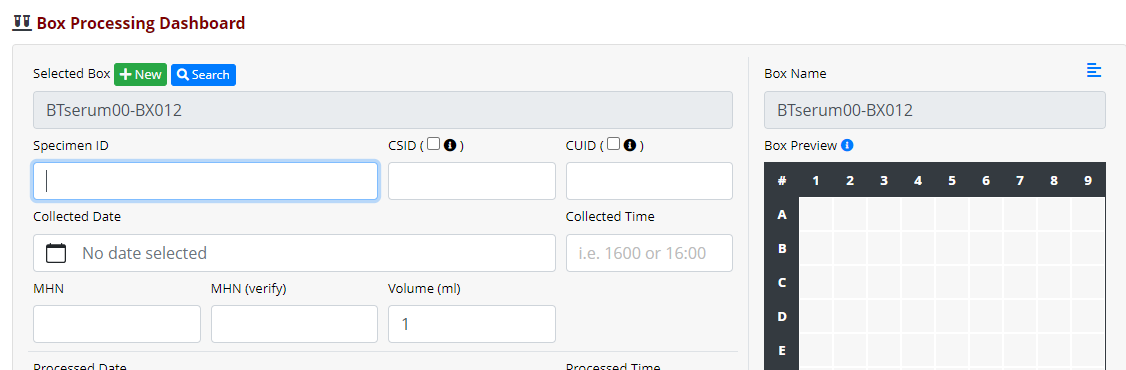 Box Processing Dashboard
Selected Box New Search
BTserum00-BX012
Specimen ID CSID ( ) CUID ( )
Collected Date Collected Time
No date selected i.e. 1600 or 16:00
MHN MHN (verify) Volume (ml)
1
Processed Date Processed Time
Box Name
BTserum00-BX012
Box Preview
# 1 2 3 4 5 6 7 8 9
A
B
C
D
E